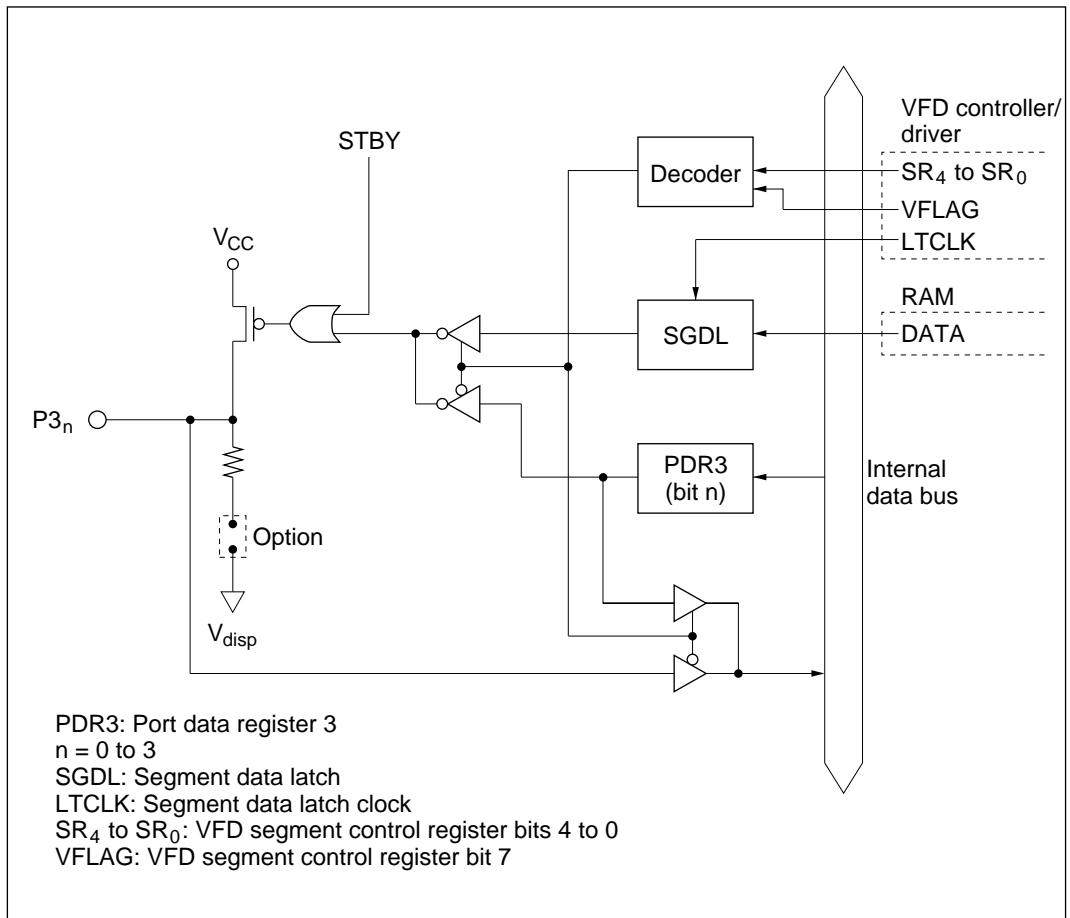 VFD controller/
driver
STBY
Decoder
SR4 to SR0
VFLAG
LTCLK
VCC
RAM
SGDL
DATA
P3n
PDR3
(bit n)
Internal
data bus
Option
Vdisp
PDR3: Port data register 3
n = 0 to 3
SGDL: Segment data latch
LTCLK: Segment data latch clock
SR4 to SR0: VFD segment control register bits 4 to 0
VFLAG: VFD segment control register bit 7